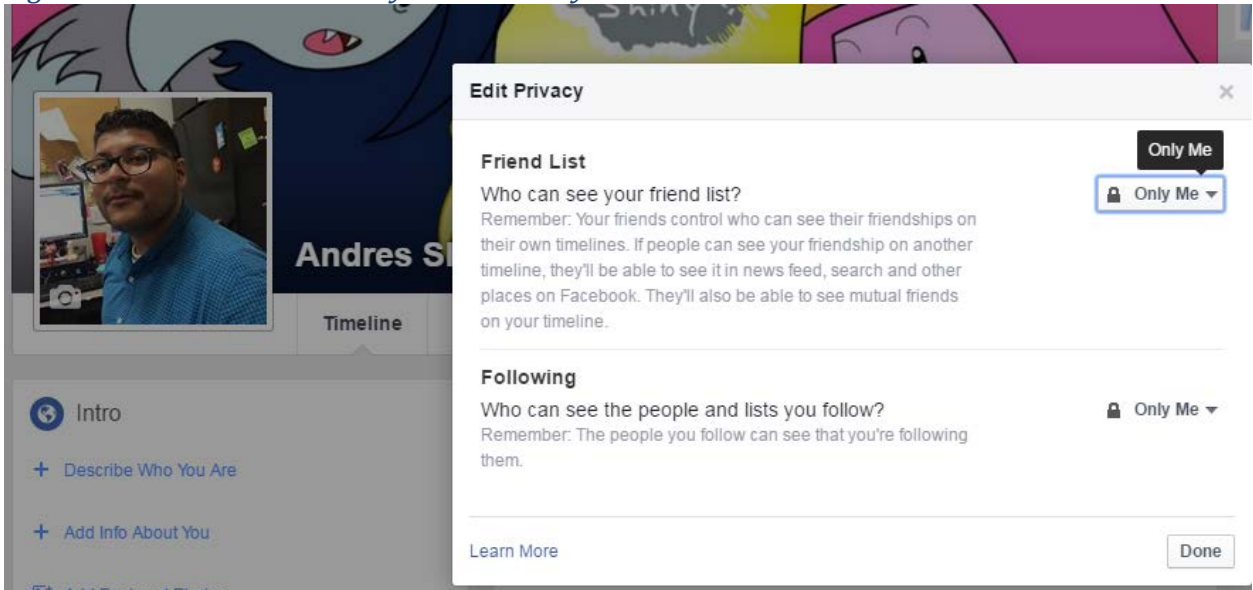 Shiny!
Edit Privacy
Only Me
Friend List
Who can see your friend list?
Only Me
Remember: Your friends control who can see their friendships on
their own timelines. If people can see your friendship on another
timeline, they'll be able to see it in news feed, search and other
places on Facebook. They'll also be able to see mutual friends
on your timeline.
Andres
Timeline
Following
Who can see the people and lists you follow?
Only Me
Remember: The people you follow can see that you're following
them.
Intro
Describe Who You Are
Add Info About You
Learn More
Done